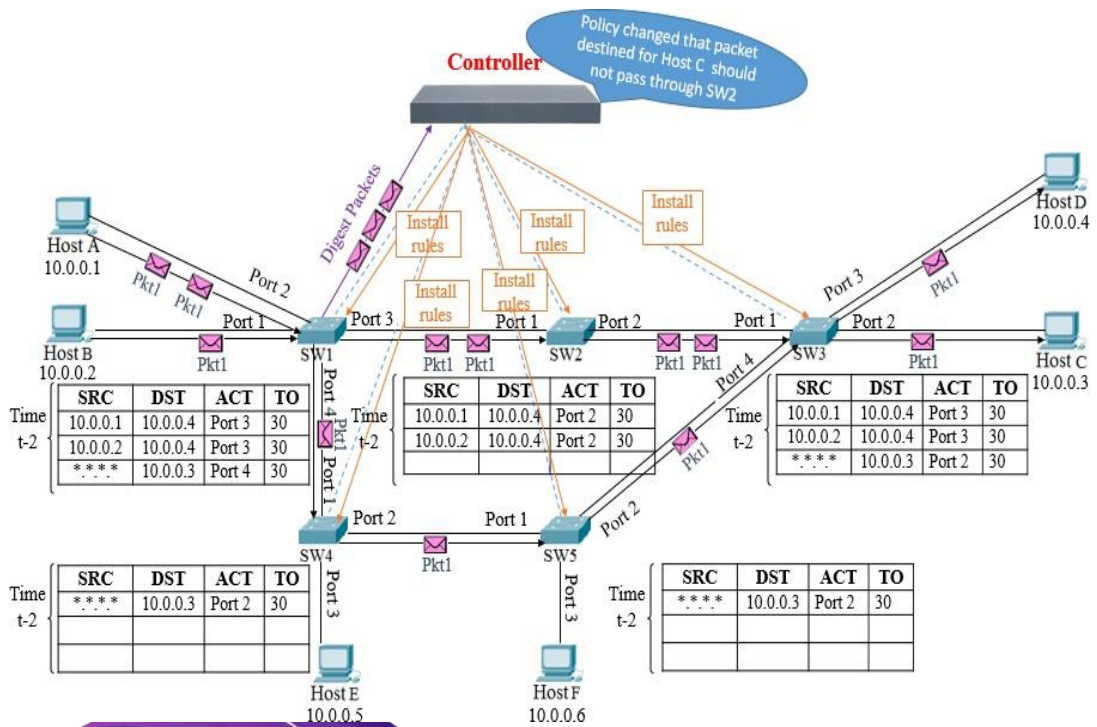 Policy changed that packet
destined for Host C should
not pass through SW2
Controller
Digest Packets
Install
rules
Install
rules
Install
rules
Install
rules
Install
rules
Host A
10.0.0.1
Pkt1
Pkt1
Port 2
Host B
10.0.0.2
Port 1
Pkt1
SW1
Port 3
Pkt1
Pkt1
Port 1
SW2
Port 2
Pkt1
Pkt1
Port 1
SW3
Port 3
Pkt1
Host D
10.0.0.4
Port 2
Pkt1
Host C
10.0.0.3
Port 4
Pkt1
Port 1
Port 4
Pkt1
Port 2
Time
t-2
SRC DST ACT TO
10.0.0.1 10.0.0.4 Port 3 30
10.0.0.2 10.0.0.4 Port 3 30
*.*.*.* 10.0.0.3 Port 4 30
Time
t-2
SRC DST ACT TO
10.0.0.1 10.0.0.4 Port 2 30
10.0.0.2 10.0.0.4 Port 2 30
Time
t-2
SRC DST ACT TO
10.0.0.1 10.0.0.4 Port 3 30
10.0.0.2 10.0.0.4 Port 3 30
*.*.*.* 10.0.0.3 Port 2 30
SW4
Port 2
Pkt1
Port 1
SW5
Port 3
Port 3
Time
t-2
SRC DST ACT TO
*.*.*.* 10.0.0.3 Port 2 30
Time
t-2
SRC DST ACT TO
*.*.*.* 10.0.0.3 Port 2 30
Host E
10.0.0.5
Host F
10.0.0.6